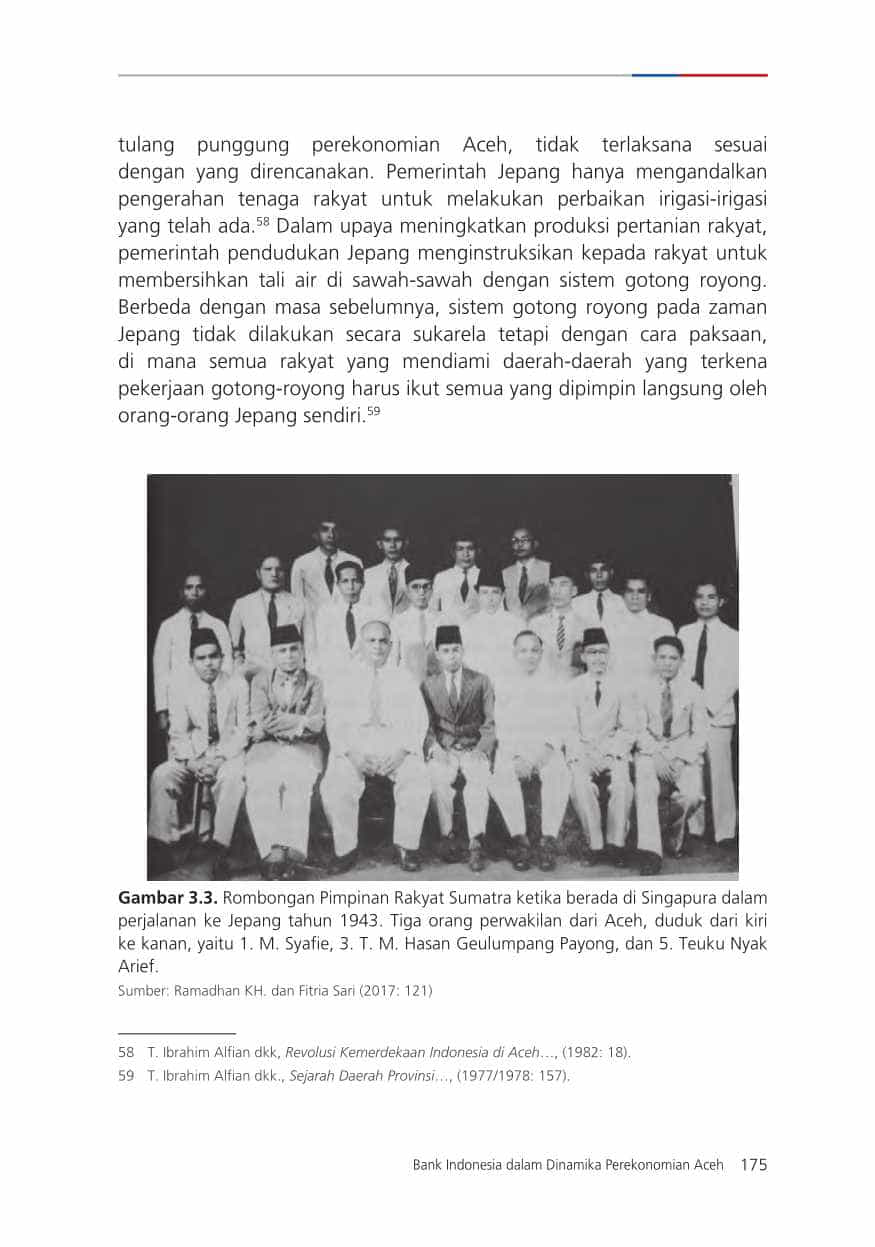 tulang punggung perekonomian Aceh, tidak terlaksana sesuai
dengan yang direncanakan. Pemerintah Jepang hanya mengandalkan
pengerahan tenaga rakyat untuk melakukan perbaikan irigasi-irigasi
yang telah ada.58 Dalam upaya meningkatkan produksi pertanian rakyat,
pemerintah pendudukan Jepang menginstruksikan kepada rakyat untuk
membersihkan tali air di sawah-sawah dengan sistem gotong royong.
Berbeda dengan masa sebelumnya, sistem gotong royong pada zaman
Jepang tidak dilakukan secara sukarela tetapi dengan cara paksaan,
di mana semua rakyat yang mendiami daerah-daerah yang terkena
pekerjaan gotong-royong harus ikut semua yang dipimpin langsung oleh
orang-orang Jepang sendiri.59
Gambar 3.3. Rombongan Pimpinan Rakyat Sumatra ketika berada di Singapura dalam
perjalanan ke Jepang tahun 1943. Tiga orang perwakilan dari Aceh, duduk dari kiri
ke kanan, yaitu 1. M. Syafie, 3. T. M. Hasan Geulumpang Payong, dan 5. Teuku Nyak
Arief.
Sumber: Ramadhan KH. dan Fitria Sari (2017: 121)
58 T. Ibrahim Alfian dkk, Revolusi Kemerdekaan Indonesia di Aceh…, (1982: 18).
59 T. Ibrahim Alfian dkk., Sejarah Daerah Provinsi…, (1977/1978: 157).
Bank Indonesia dalam Dinamika Perekonomian Aceh 175